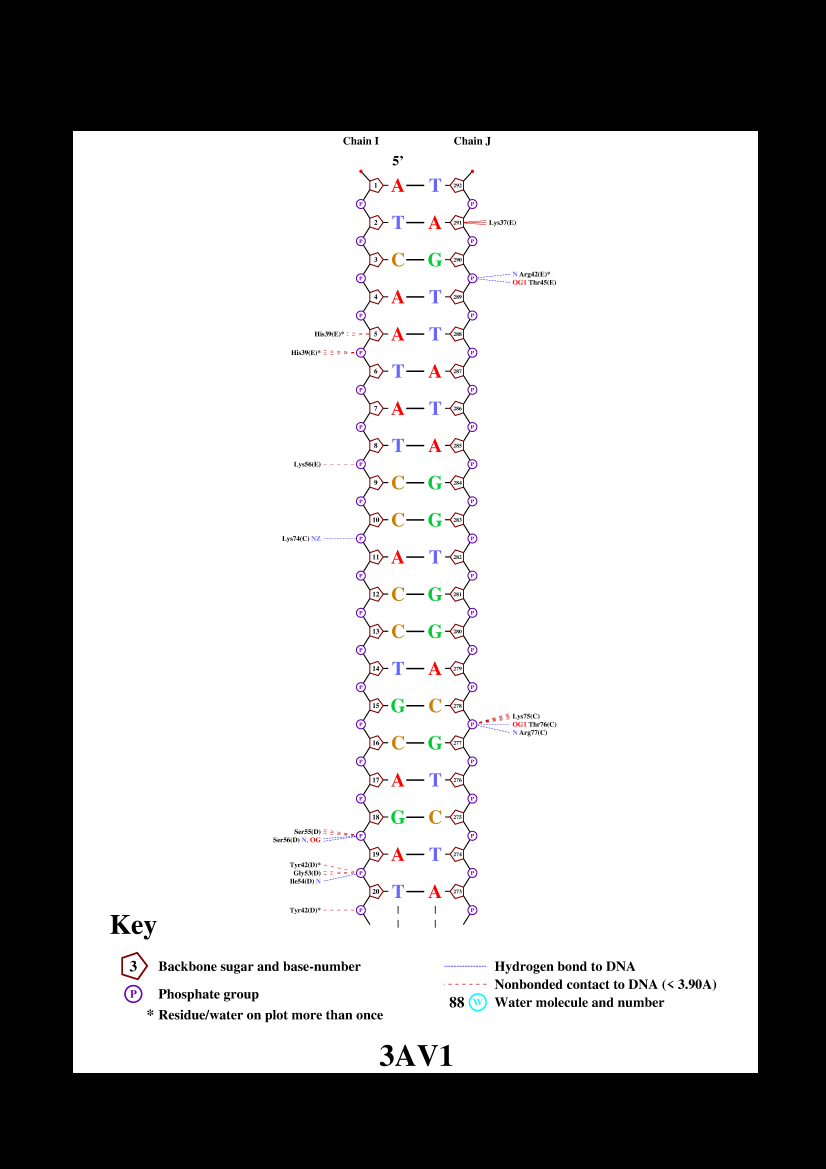 Chain I Chain J
5'
1 A T 292
P P
2 T A 291 Lys37(E)
P P
3 C G 290
P P N Arg42(E)*
OG1 Thr45(E)
4 A T 289
P P
His39(E)* 5 A T 288
His39(E)* P P
6 T A 287
P P
7 A T 286
P P
8 T A 285
Lys56(E) P P
9 C G 284
P P
10 C G 283
Lys74(C) NZ P P
11 A T 282
P P
12 C G 281
P P
13 C G 280
P P
14 T A 279
P P
15 G C 278
Lys75(C)
P P OG1 Thr76(C)
N Arg77(C)
16 C G 277
P P
17 A T 276
P P
18 G C 275
Ser55(D)
Ser56(D) N, OG P P
19 A T 274
Tyr42(D)*
Gly53(D) P P
Ile54(D) N
20 T A 273
Tyr42(D)* P P
Key
3 Backbone sugar and base-number
P Phosphate group
* Residue/water on plot more than once
Hydrogen bond to DNA
Nonbonded contact to DNA (< 3.90A)
88 W Water molecule and number
3AV1